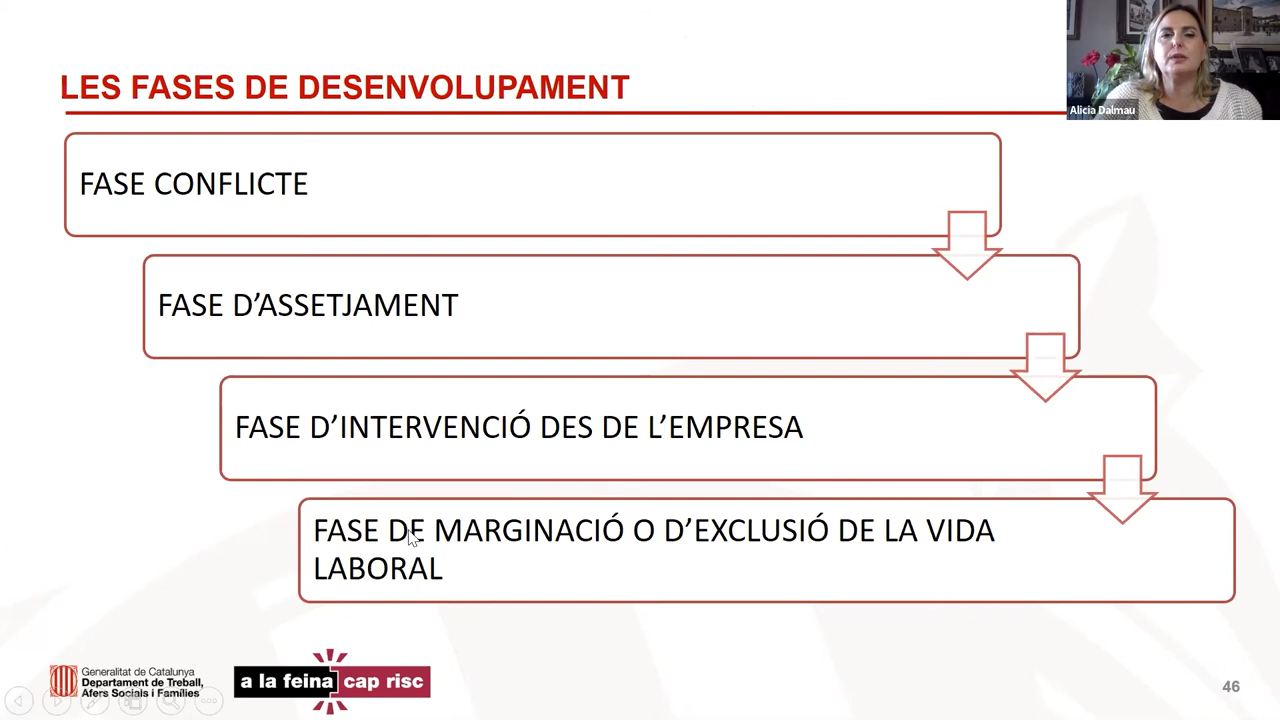 LES FASES DE DESENVOLUPAMENT
Alicia Dalmau
FASE CONFLICTE
FASE D’ASSETJAMENT
FASE D’INTERVENCIÓ DES DE L’EMPRESA
FASE DE MARGINACIÓ O D’EXCLUSIÓ DE LA VIDA
LABORAL
Generalitat de Catalunya
Departament de Treball,
Afers Socials i Famílies
a la feina cap risc
46